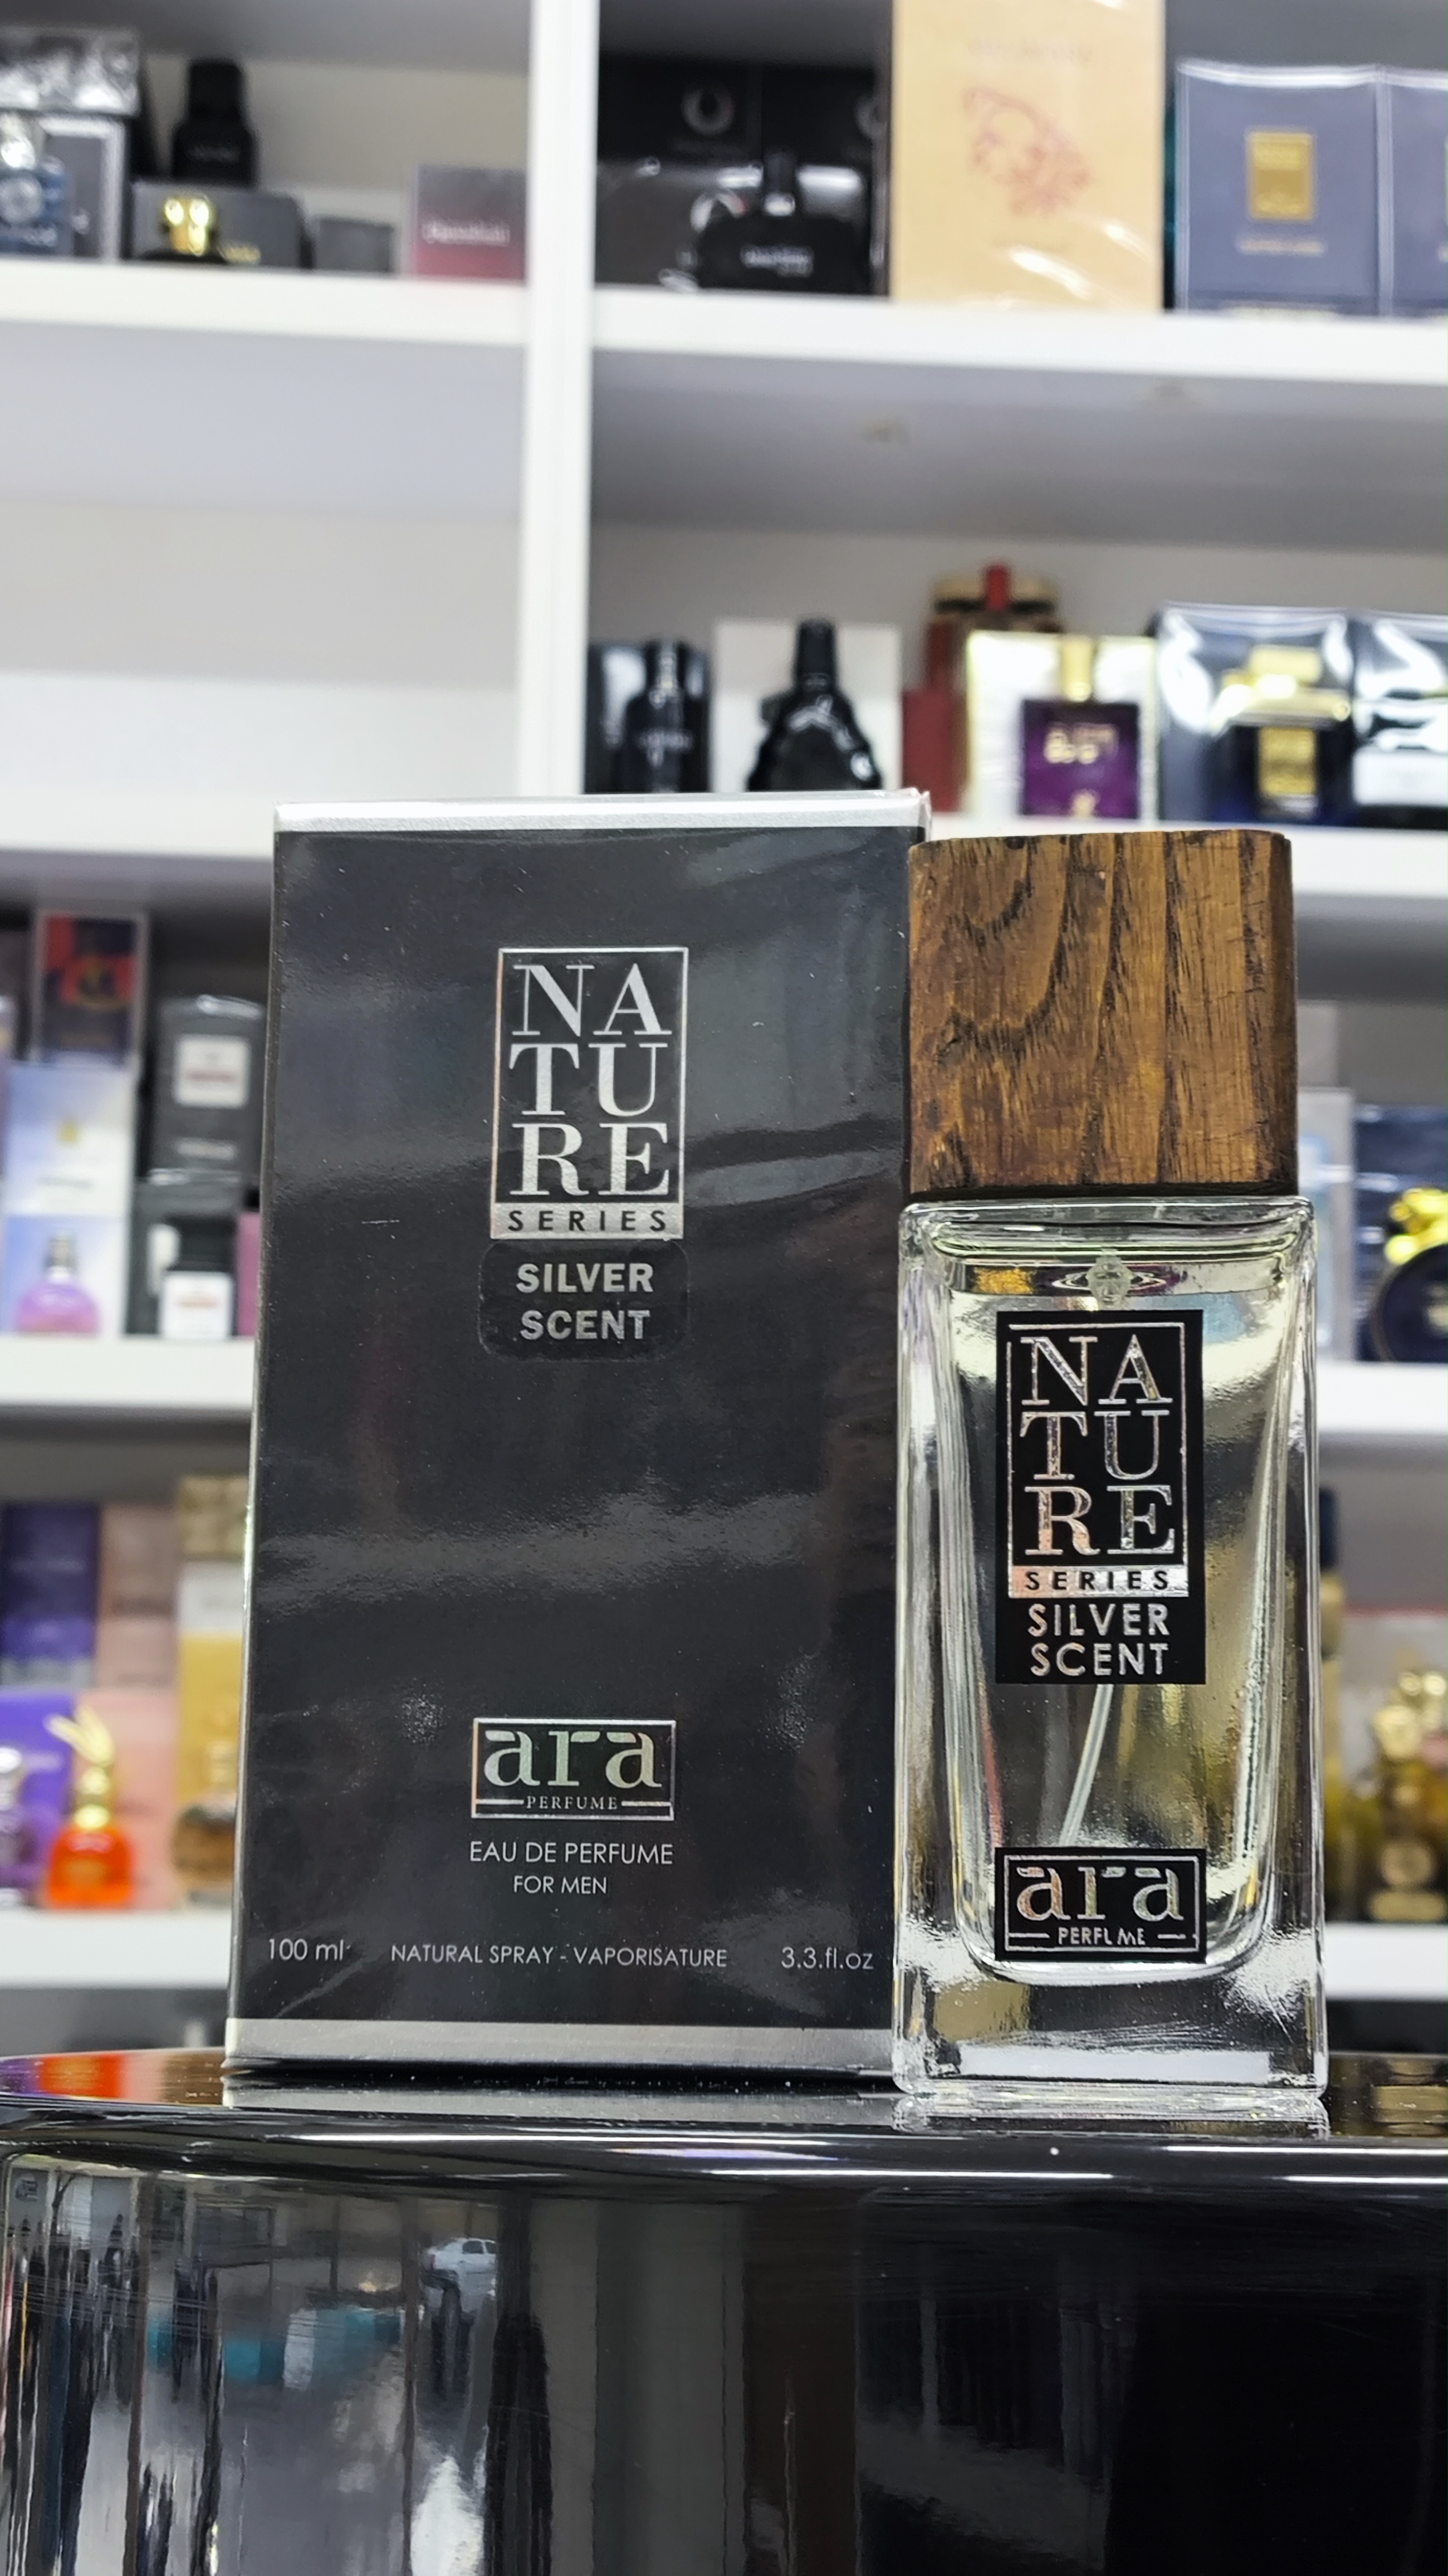 NA
TU
RE
SERIES
SILVER
SCENT
ara
PERFUME
EAU DE PERFUME
FOR MEN
100 ml NATURAL SPRAY - VAPORISATURE 3.3.fl.oz
NA
TU
RE
SERIES
SILVER
SCENT
ara
PERFUME